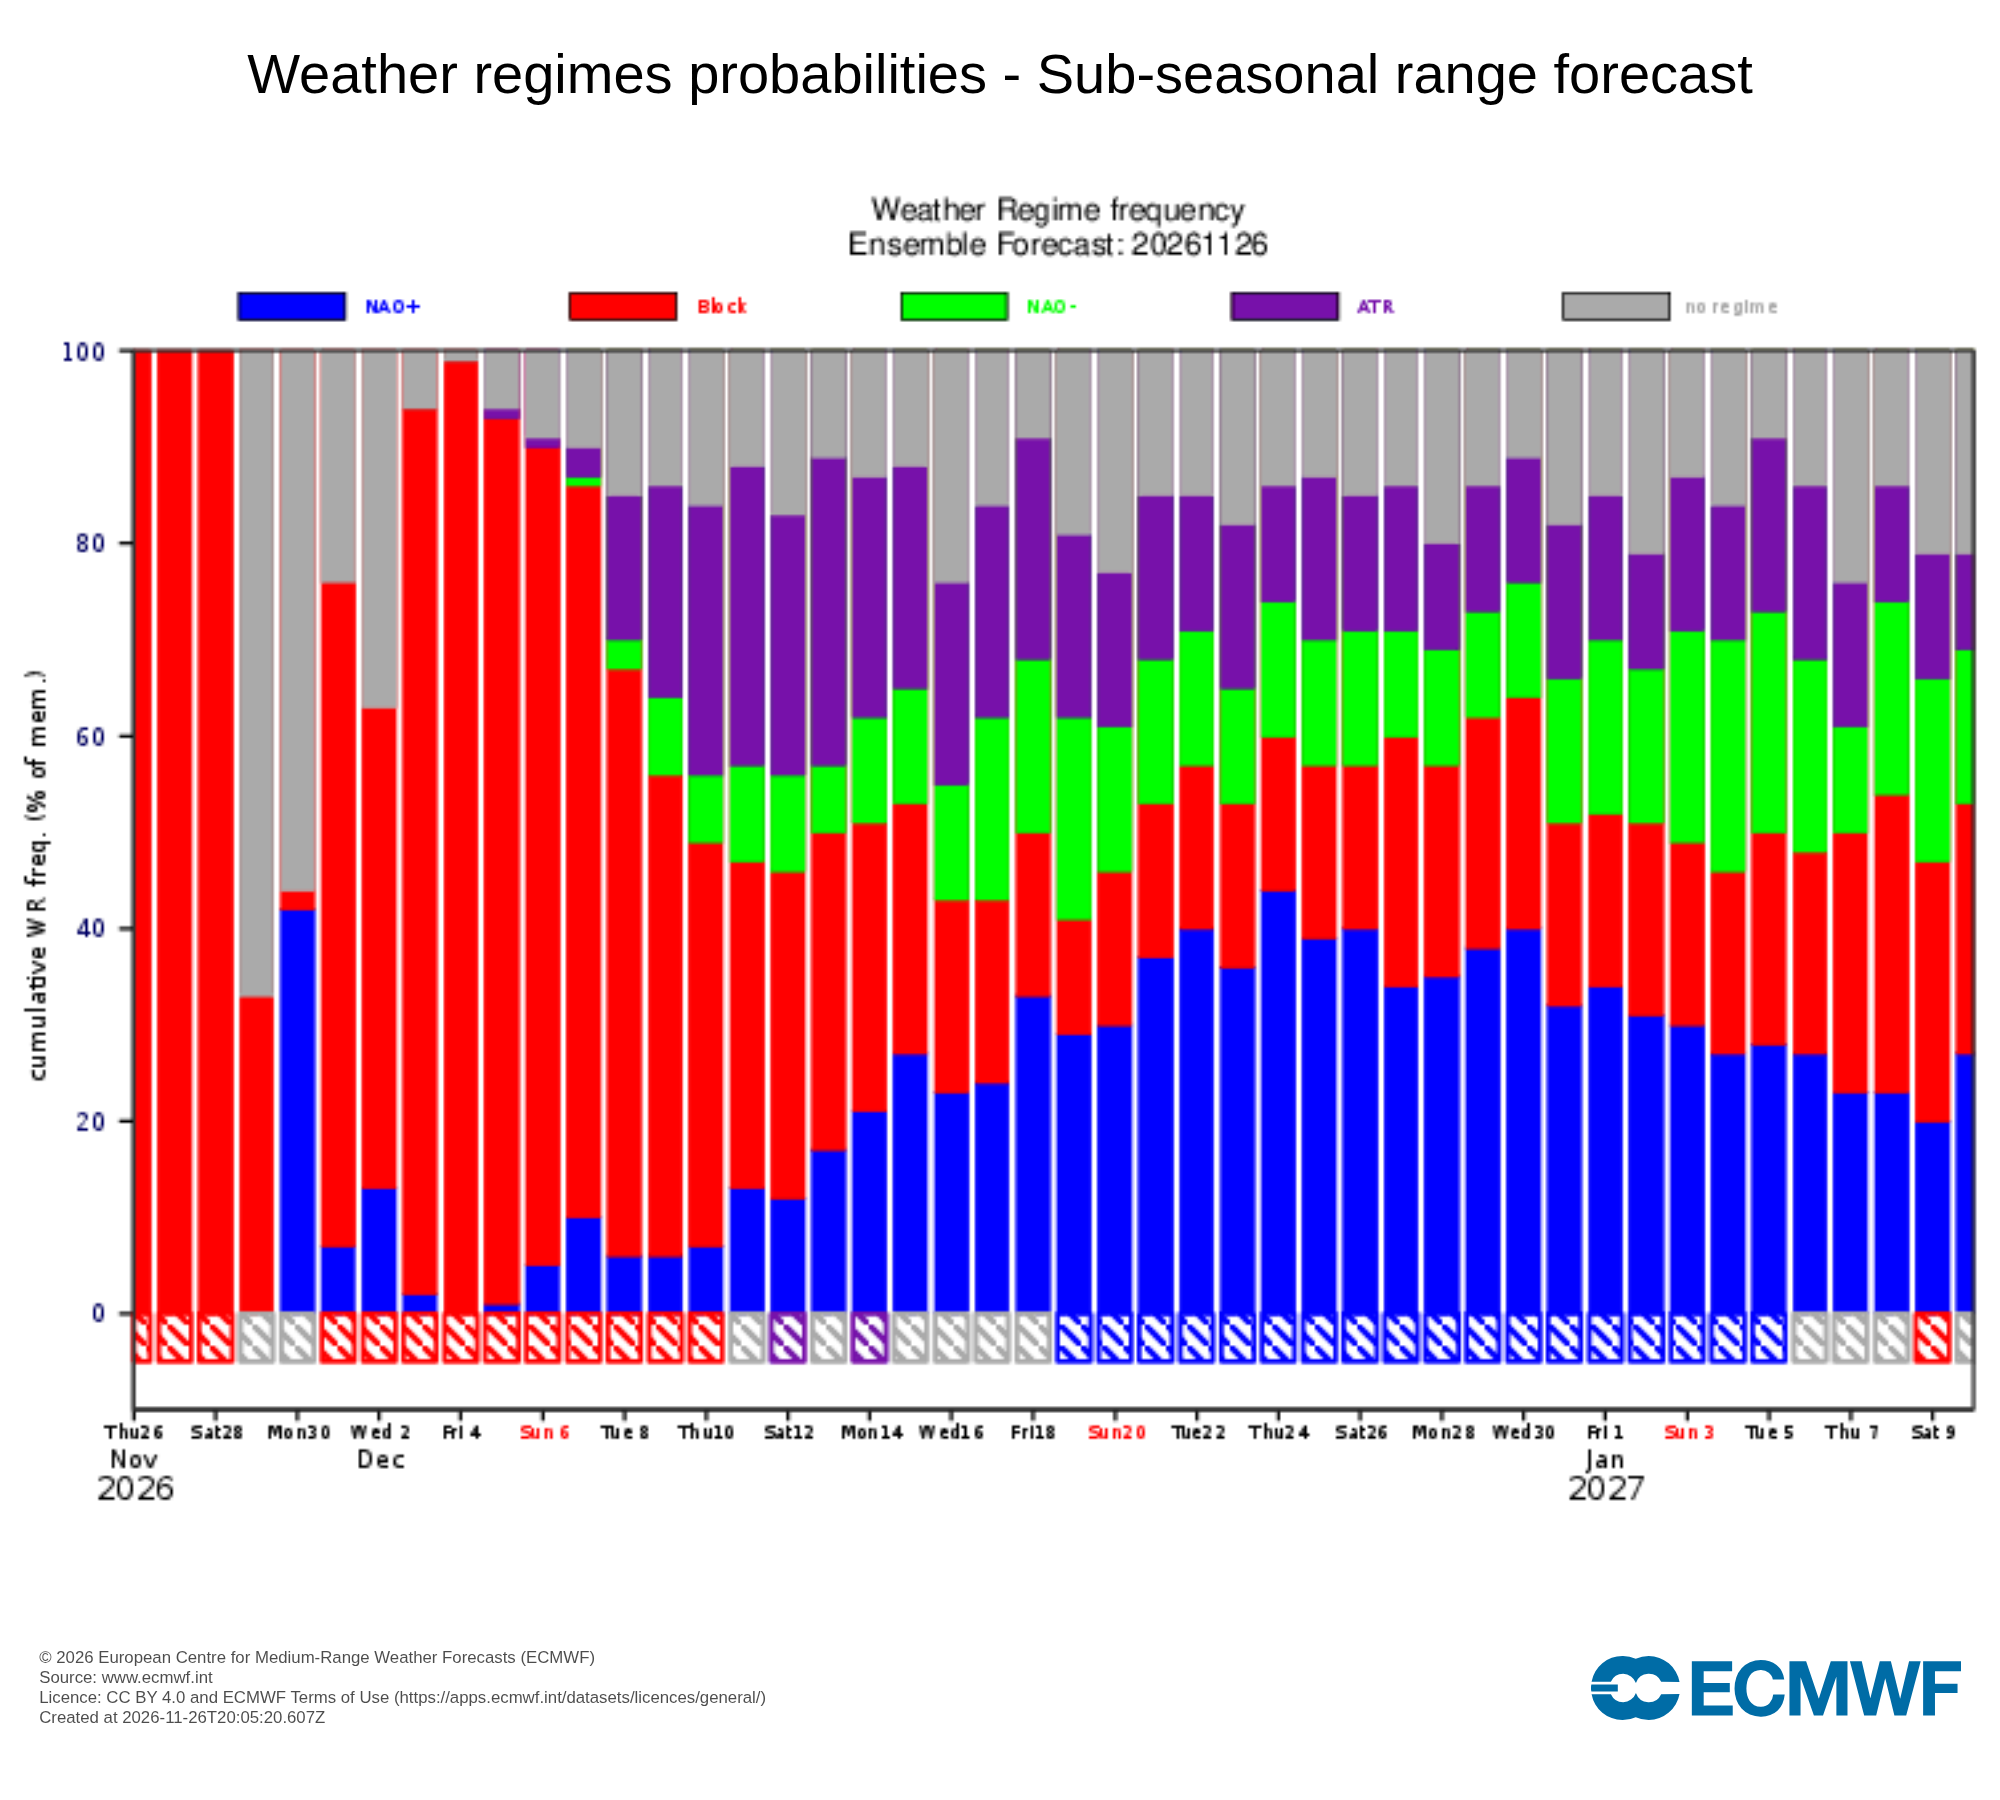 Weather regimes probabilities - Sub-seasonal range forecast
Weather Regime frequency
Ensemble Forecast: 20261126
NAO+ Block NAO- ATR no regime
100
80
60
40
20
0
cumulative WR freq. (% of mem.)
Thu26 Sat28 Mon30 Wed 2 Fri 4 Sun 6 Tue 8 Thu10 Sat12 Mon14 Wed16 Fri18 Sun20 Tue22 Thu24 Sat26 Mon28 Wed30 Fri 1 Sun 3 Tue 5 Thu 7 Sat 9
Nov Dec Jan
2026 2027
© 2026 European Centre for Medium-Range Weather Forecasts (ECMWF)
Source: www.ecmwf.int
Licence: CC BY 4.0 and ECMWF Terms of Use (https://apps.ecmwf.int/datasets/licences/general/)
Created at 2026-11-26T20:05:20.607Z
ECMWF